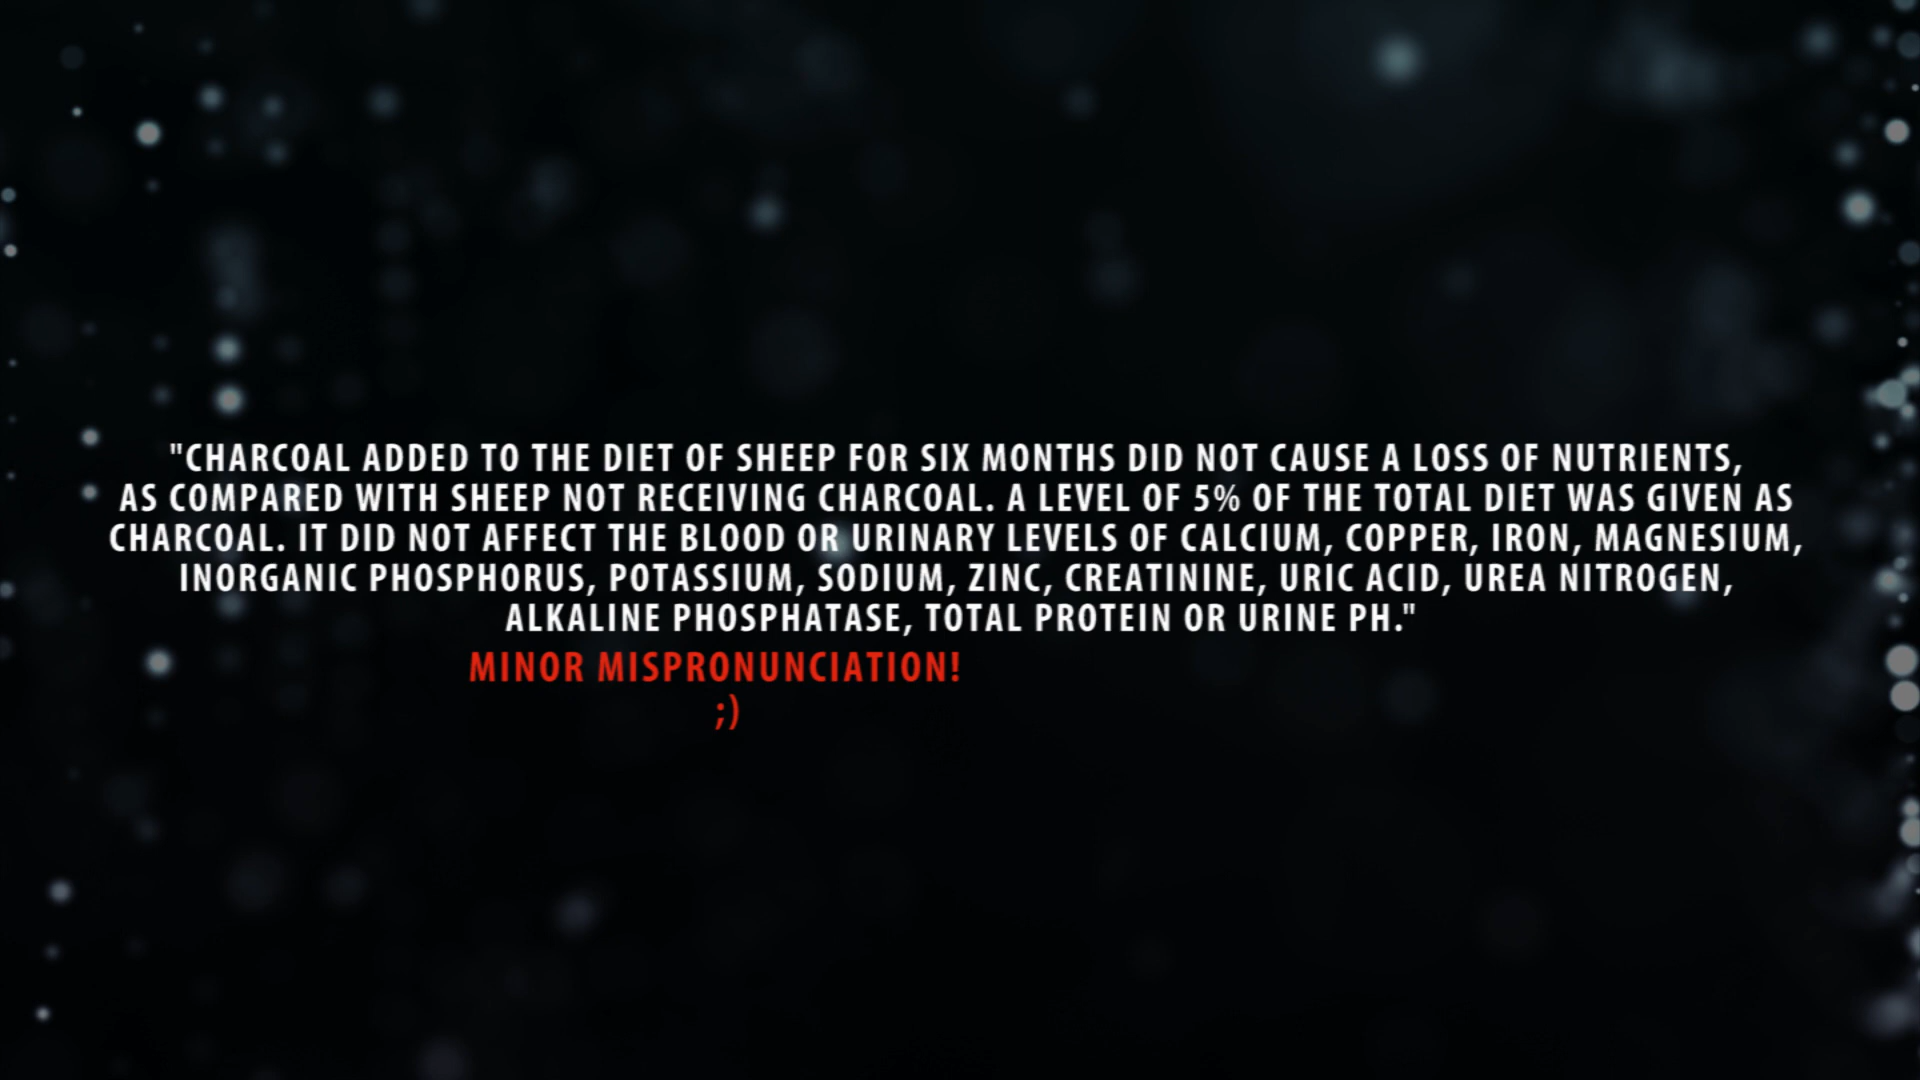 "CHARCOAL ADDED TO THE DIET OF SHEEP FOR SIX MONTHS DID NOT CAUSE A LOSS OF NUTRIENTS,
AS COMPARED WITH SHEEP NOT RECEIVING CHARCOAL. A LEVEL OF 5% OF THE TOTAL DIET WAS GIVEN AS
CHARCOAL. IT DID NOT AFFECT THE BLOOD OR URINARY LEVELS OF CALCIUM, COPPER, IRON, MAGNESIUM,
INORGANIC PHOSPHORUS, POTASSIUM, SODIUM, ZINC, CREATININE, URIC ACID, UREA NITROGEN,
ALKALINE PHOSPHATASE, TOTAL PROTEIN OR URINE PH."
MINOR MISPRONUNCIATION!
;)